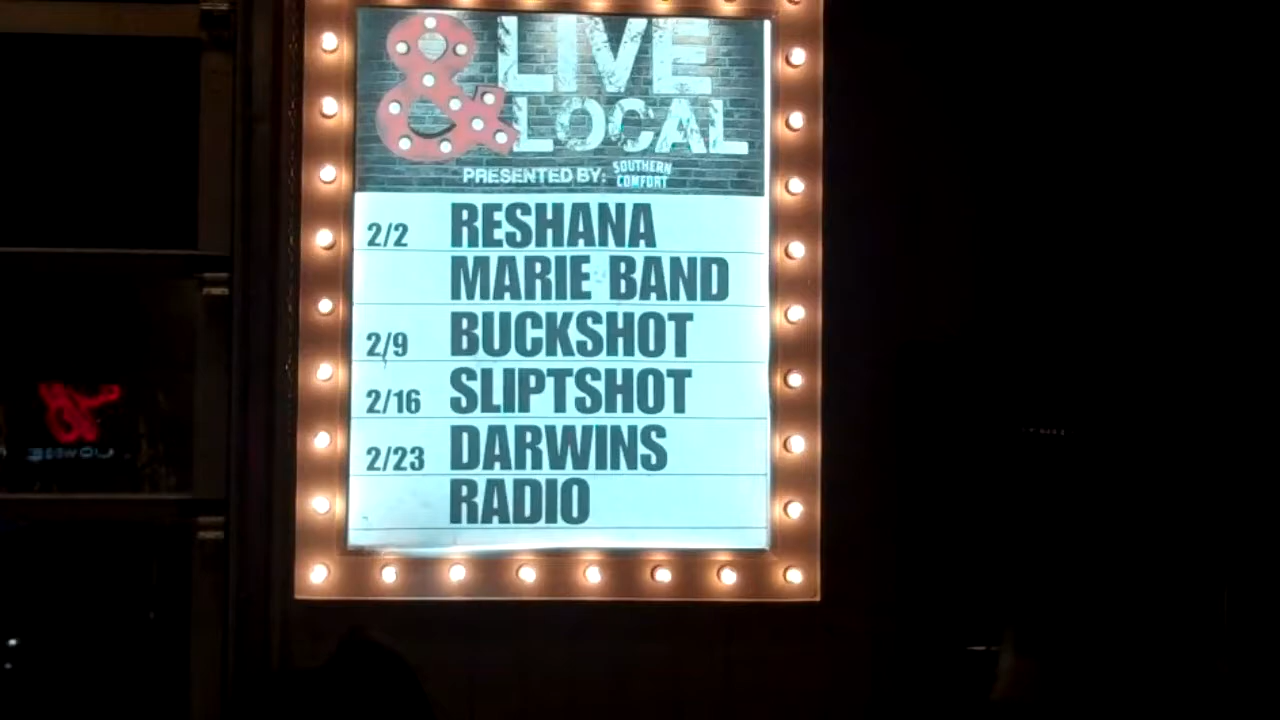 & LIVE
LOCAL
PRESENTED BY: SOUTHERN COMFORT
2/2 RESHANA
MARIE BAND
2/9 BUCKSHOT
2/16 SLIPTSHOT
2/23 DARWINS
RADIO